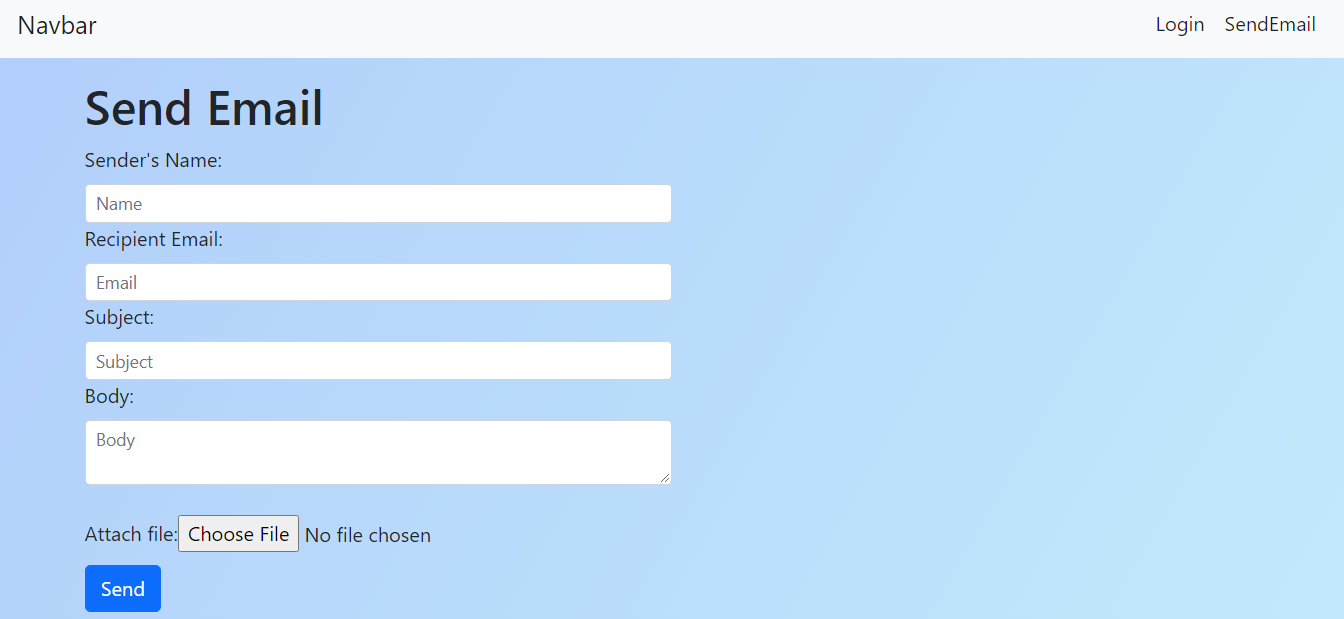 Navbar Login SendEmail
Send Email
Sender's Name:
Name
Recipient Email:
Email
Subject:
Subject
Body:
Body
Attach file: Choose File No file chosen
Send